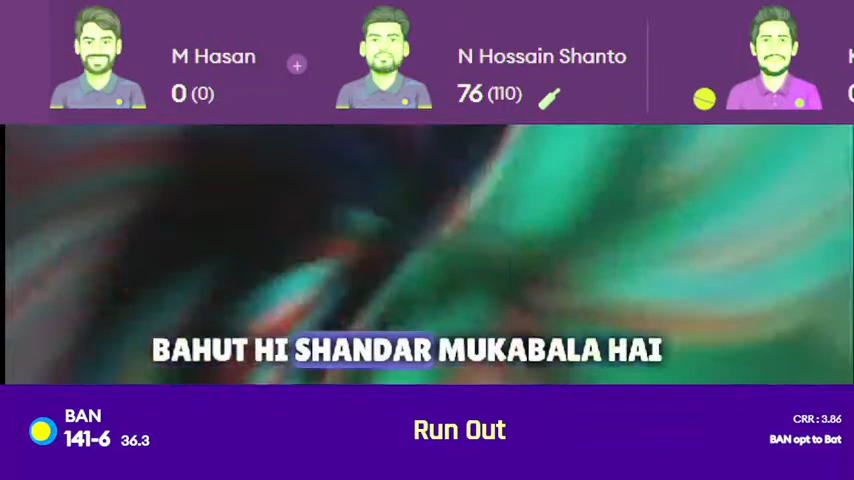 M Hasan
0 (0)
N Hossain Shanto
76 (110)
BAHUT HI SHANDAR MUKABALA HAI
BAN
141-6 36.3
Run Out
CRR : 3.86
BAN opt to Bat